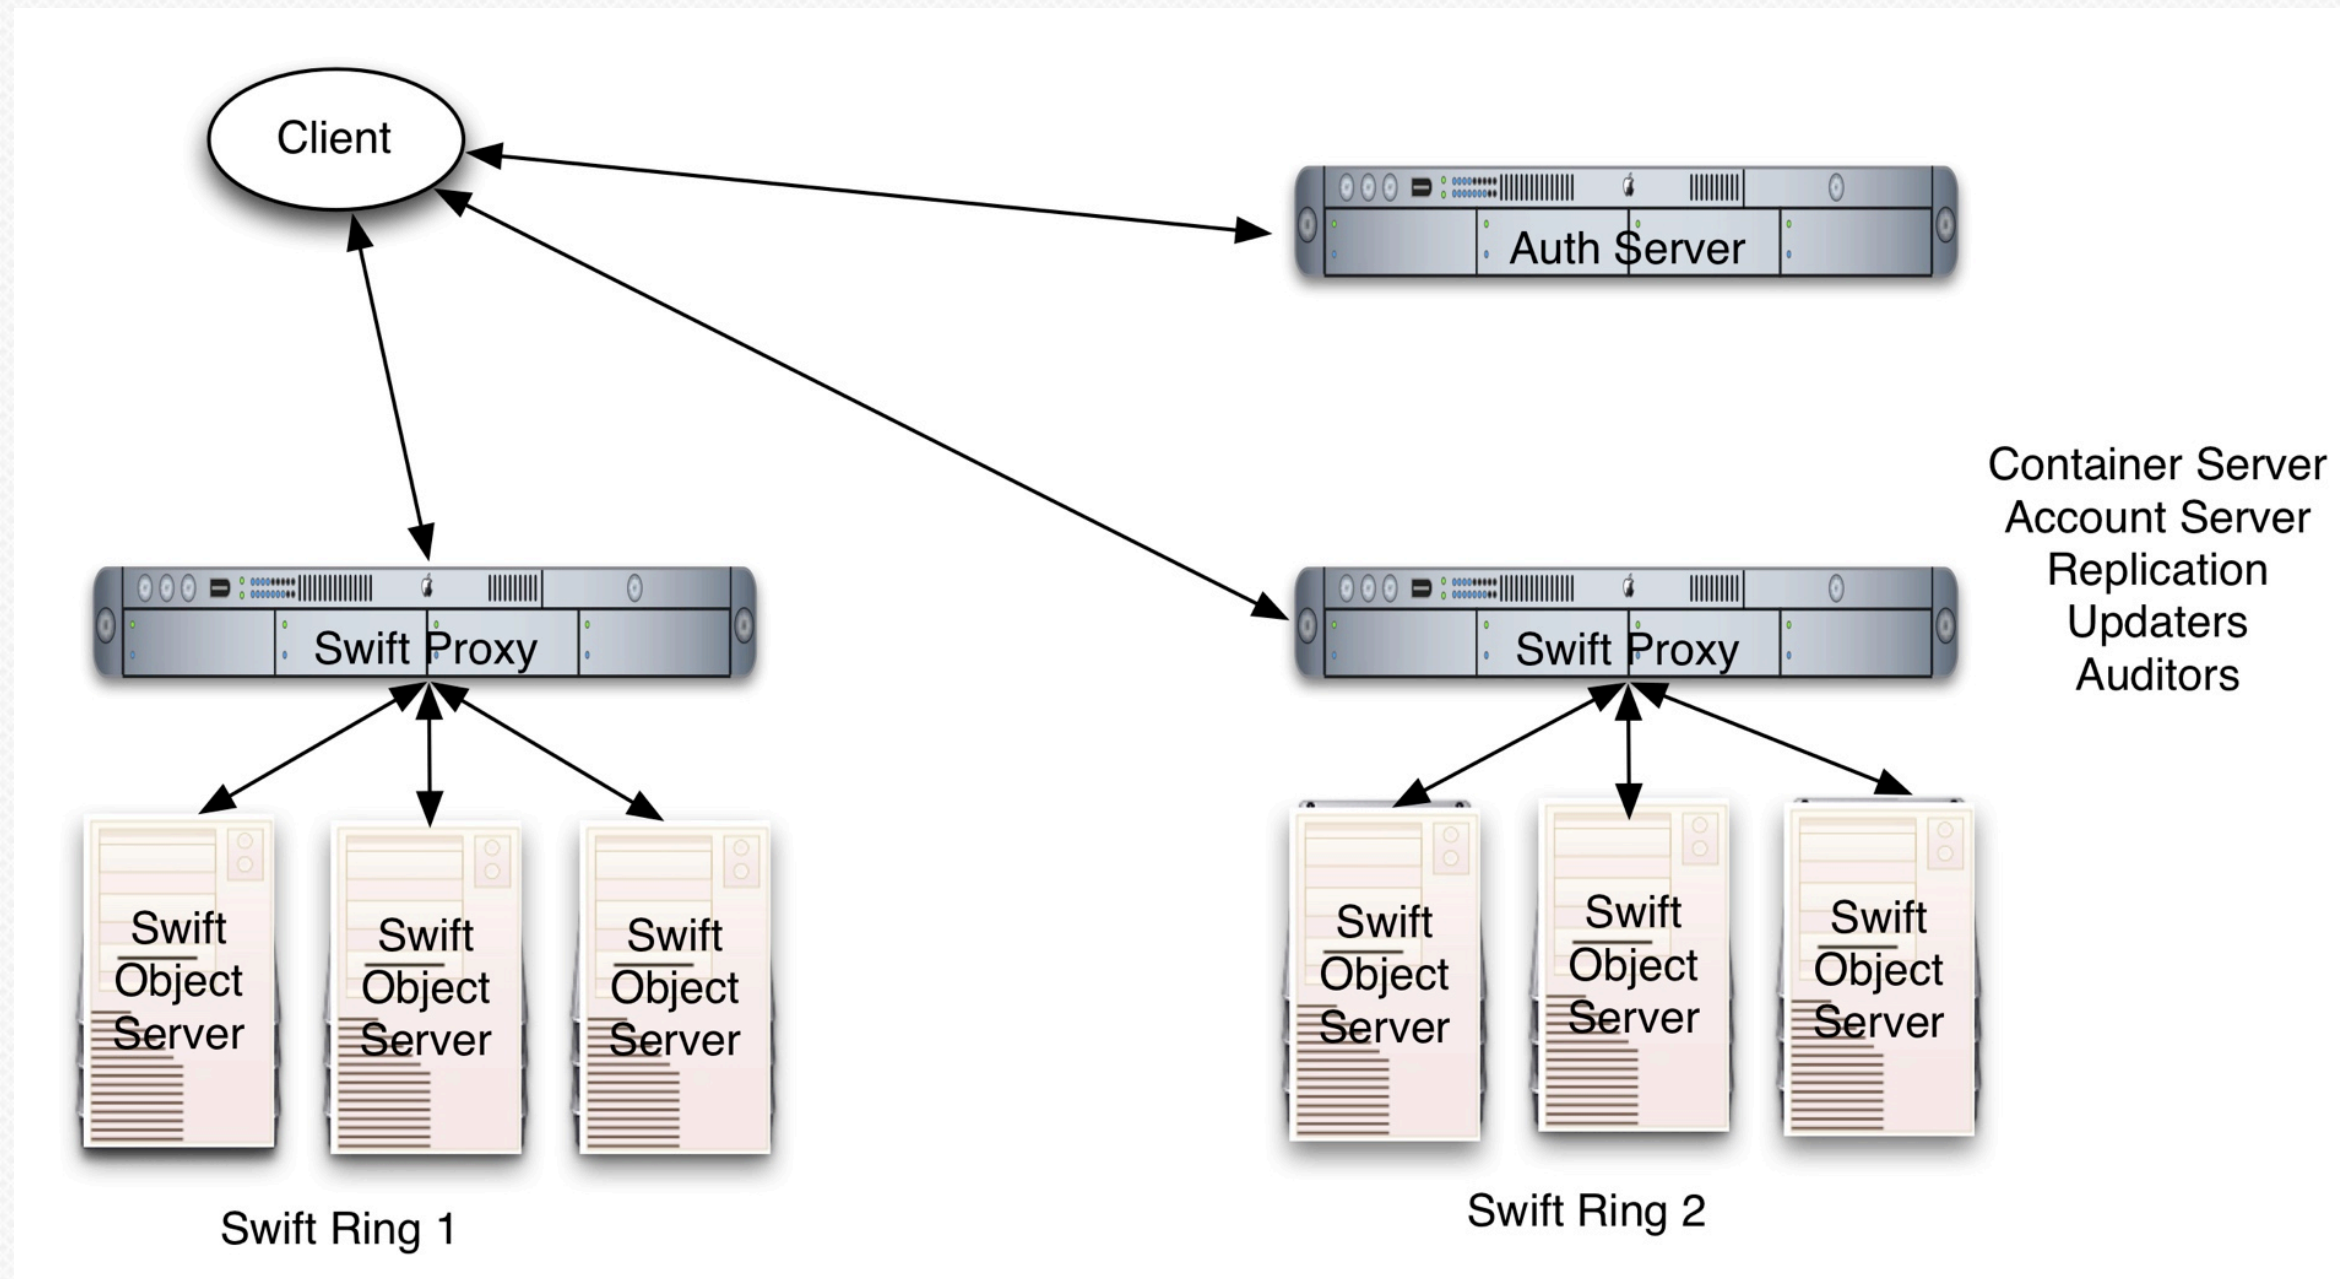 Client
Auth Server
Container Server
Account Server
Replication
Updaters
Auditors
Swift Proxy
Swift Proxy
Swift
Object
Server
Swift
Object
Server
Swift
Object
Server
Swift
Object
Server
Swift
Object
Server
Swift
Object
Server
Swift Ring 1
Swift Ring 2